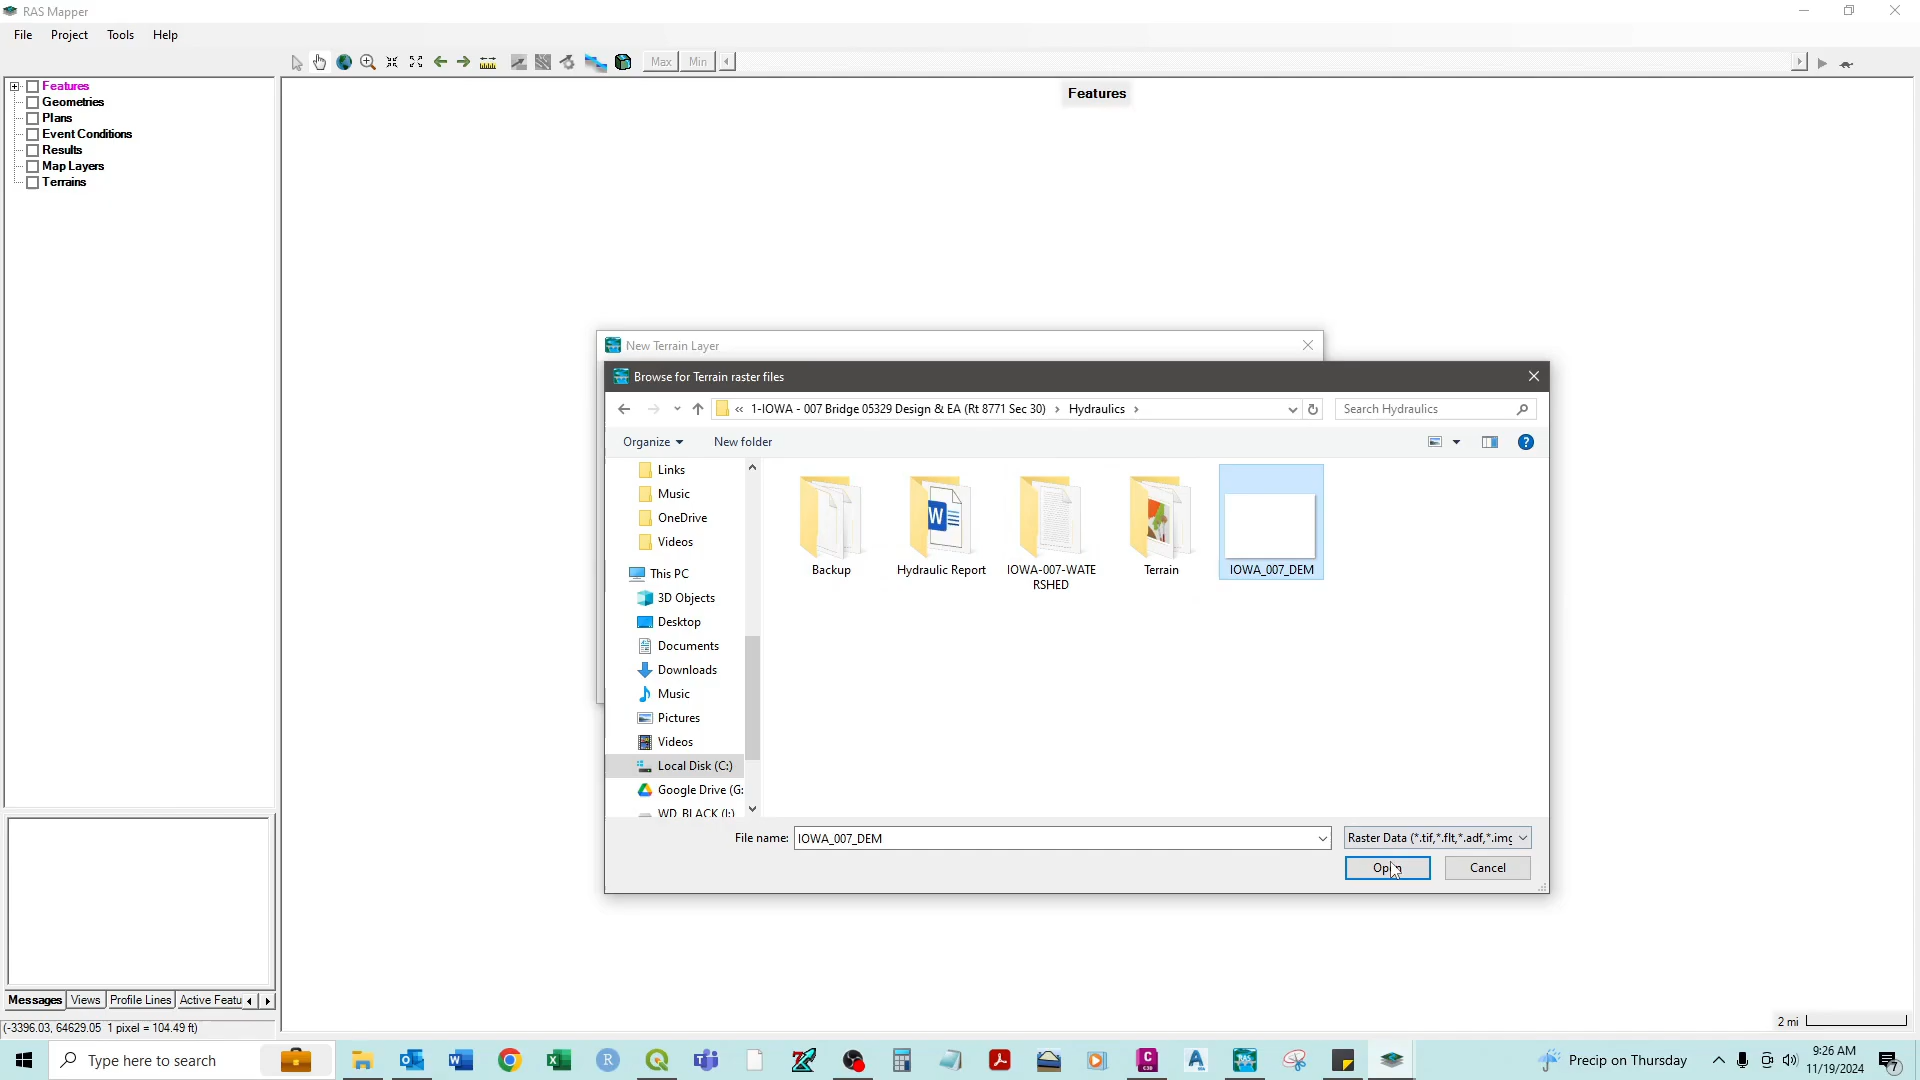 RAS Mapper
File Project Tools Help
Max Min
Features
Geometries
Plans
Event Conditions
Results
Map Layers
Terrains
Features
New Terrain Layer
Browse for Terrain raster files
« 1-IOWA - 007 Bridge 05329 Design & EA (Rt 8771 Sec 30) › Hydraulics ›
Search Hydraulics
Organize New folder
Links
Music
OneDrive
Videos
This PC
3D Objects
Desktop
Documents
Downloads
Music
Pictures
Videos
Local Disk (C:)
Google Drive (G:
WD_BLACK (I:)
Backup
Hydraulic Report
IOWA-007-WATE
RSHED
Terrain
IOWA_007_DEM
File name: IOWA_007_DEM
Raster Data (*.tif,*.flt,*.adf,*.img
Open Cancel
Messages Views Profile Lines Active Featu
(-3396.03, 64629.05 1 pixel = 104.49 ft)
2 mi
Type here to search
Precip on Thursday
9:26 AM
11/19/2024
7